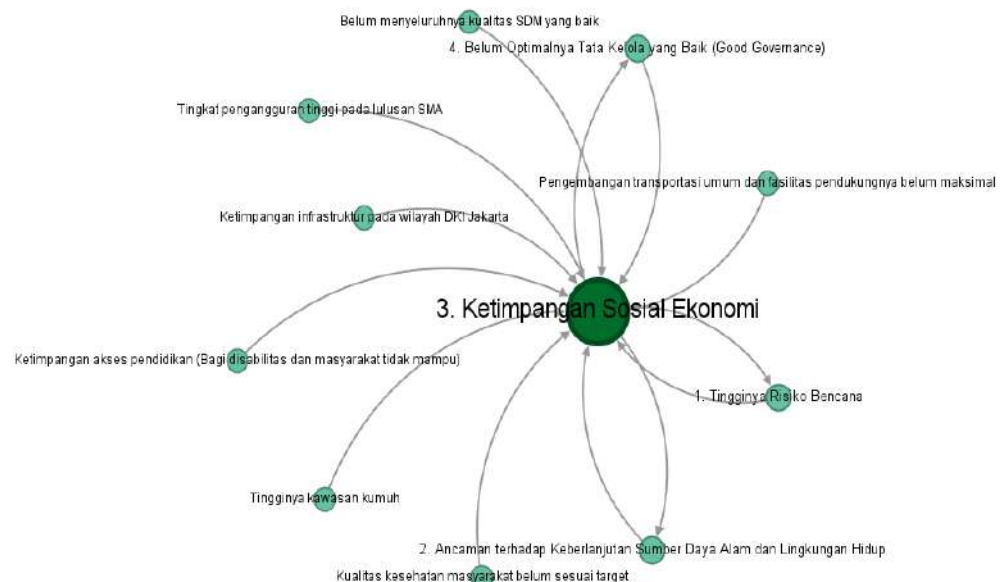 Belum menyeluruhnya kualitas SDM yang baik
4. Belum Optimalnya Tata Kelola yang Baik (Good Governance)
Tingkat pengangguran tinggi pada lulusan SMA
Pengembangan transportasi umum dan fasilitas pendukungnya belum maksimal
Ketimpangan infrastruktur pada wilayah DKI Jakarta
3. Ketimpangan Sosial Ekonomi
Ketimpangan akses pendidikan (Bagi disabilitas dan masyarakat tidak mampu)
1. Tingginya Risiko Bencana
Tingginya kawasan kumuh
2. Ancaman terhadap Keberlanjutan Sumber Daya Alam dan Lingkungan Hidup
Kualitas kesehatan masyarakat belum sesuai target